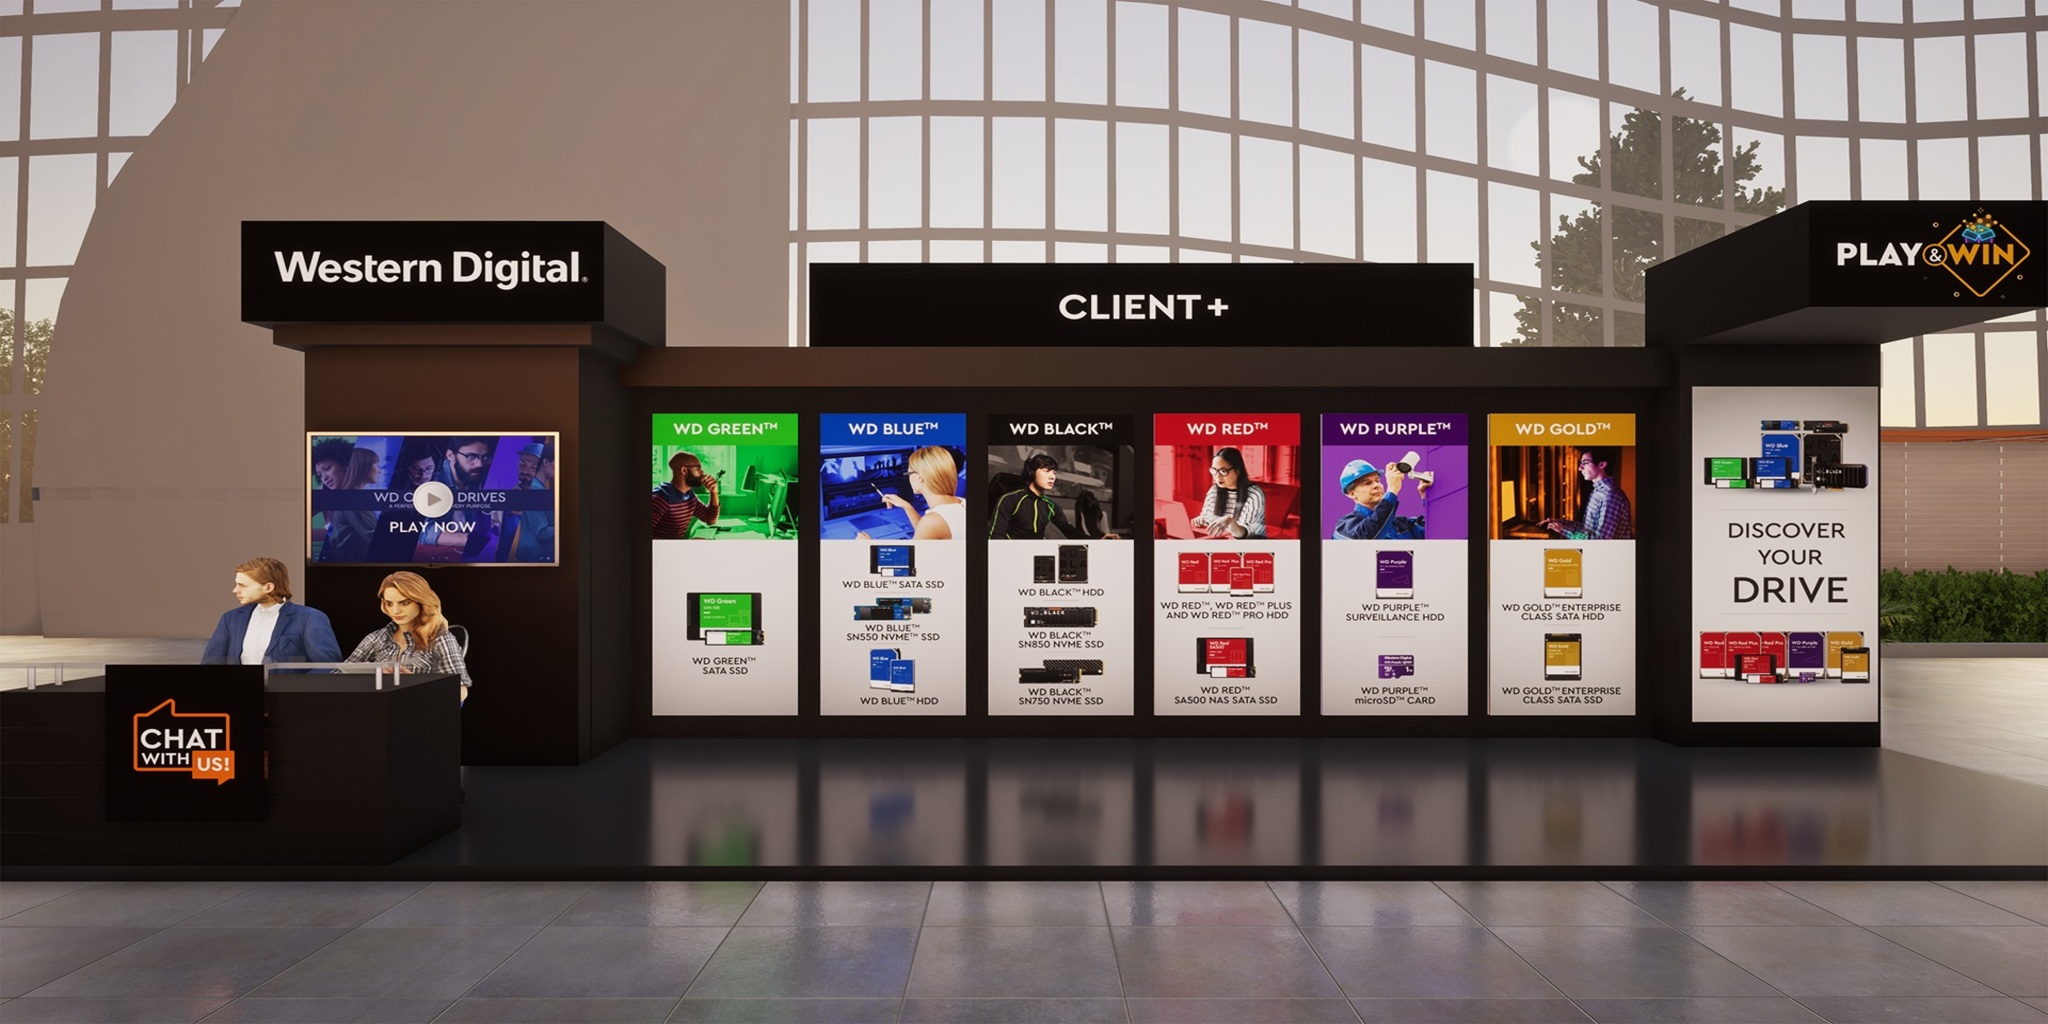 Western Digital®
CLIENT+
PLAY & WIN
WD GREEN™
WD GREEN™
SATA SSD
WD BLUE™
WD BLUE™ SATA SSD
WD BLUE™
SN550 NVME™ SSD
WD BLUE™ HDD
WD BLACK™
WD BLACK™ HDD
WD BLACK™
SN850 NVME SSD
WD BLACK™
SN750 NVME SSD
WD RED™
WD RED™, WD RED™ PLUS
AND WD RED™ PRO HDD
WD RED™
SA500 NAS SATA SSD
WD PURPLE™
WD PURPLE™
SURVEILLANCE HDD
WD PURPLE™
microSD™ CARD
WD GOLD™
WD GOLD™ ENTERPRISE
CLASS SATA HDD
WD GOLD™ ENTERPRISE
CLASS SATA SSD
DISCOVER
YOUR
DRIVE
WD DRIVES
PLAY NOW
CHAT
WITH US!